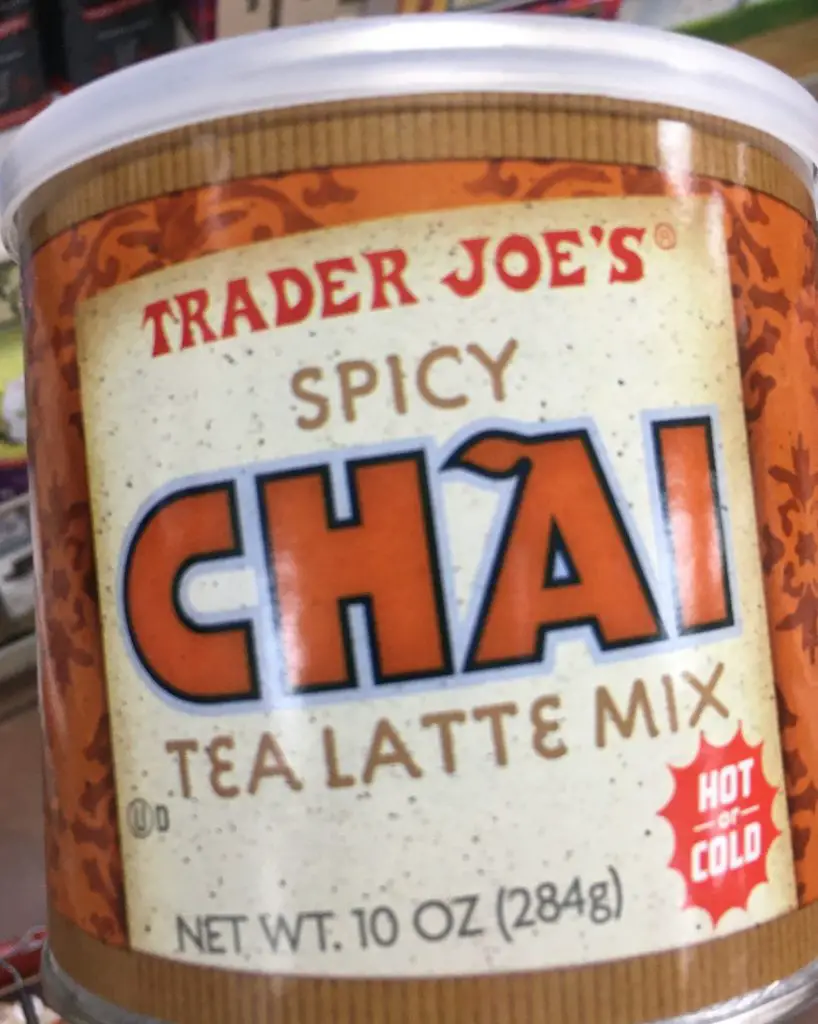 TRADER JOE'S®
SPICY
CHAI
TEA LATTE MIX
HOT
or
COLD
Ⓤ D
NET WT. 10 OZ (284g)